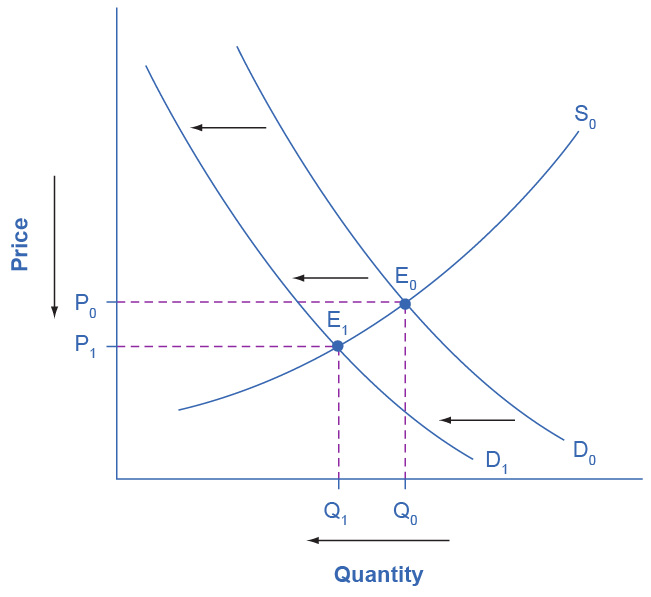 S₀
Price
E₀
P₀
E₁
P₁
D₀
D₁
Q₁ Q₀
Quantity